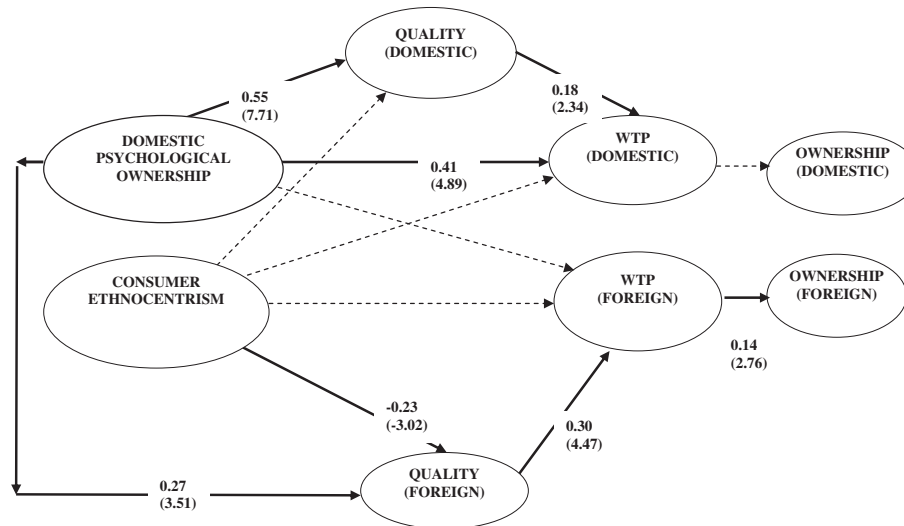 QUALITY
(DOMESTIC)
0.55
(7.71)
0.18
(2.34)
DOMESTIC
PSYCHOLOGICAL
OWNERSHIP
WTP
(DOMESTIC)
OWNERSHIP
(DOMESTIC)
0.41
(4.89)
CONSUMER
ETHNOCENTRISM
WTP
(FOREIGN)
OWNERSHIP
(FOREIGN)
0.14
(2.76)
-0.23
(-3.02)
0.30
(4.47)
QUALITY
(FOREIGN)
0.27
(3.51)